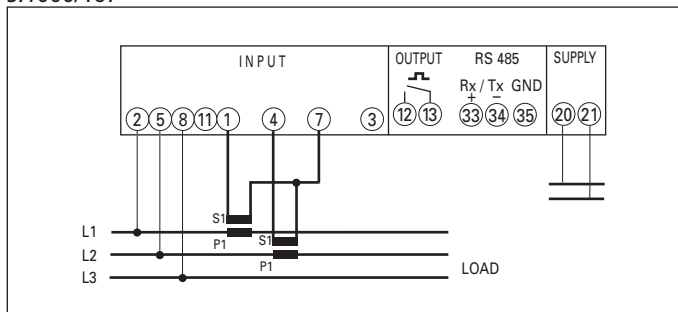 INPUT
OUTPUT
RS 485
SUPPLY
Rx / Tx GND
+ –
2 5 8 11 1 4 7 3 12 13 33 34 35 20 21
S1
L1
P1
S1
L2
P1
LOAD
L3